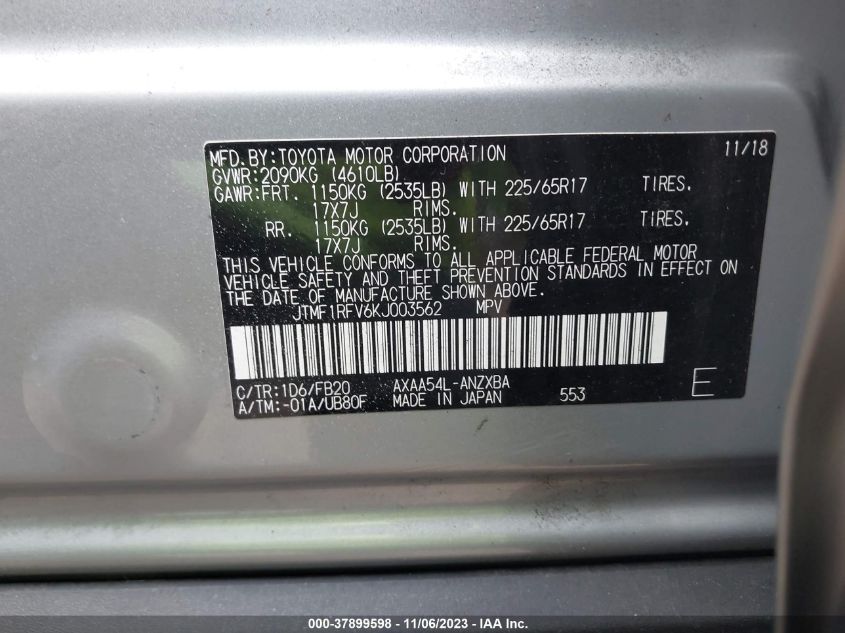 MFD.BY:TOYOTA MOTOR CORPORATION 11/18
GVWR:2090KG (4610LB)
GAWR:FRT. 1150KG (2535LB) WITH 225/65R17 TIRES.
17X7J RIMS.
RR. 1150KG (2535LB) WITH 225/65R17 TIRES.
17X7J RIMS.
THIS VEHICLE CONFORMS TO ALL APPLICABLE FEDERAL MOTOR
VEHICLE SAFETY AND THEFT PREVENTION STANDARDS IN EFFECT ON
THE DATE OF MANUFACTURE SHOWN ABOVE.
JTMF1RFV6KJ003562 MPV
C/TR:1D6/FB20 AXAA54L-ANZXBA
A/TM:-01A/UB80F MADE IN JAPAN 553 E
000-37899598 - 11/06/2023 - IAA Inc.